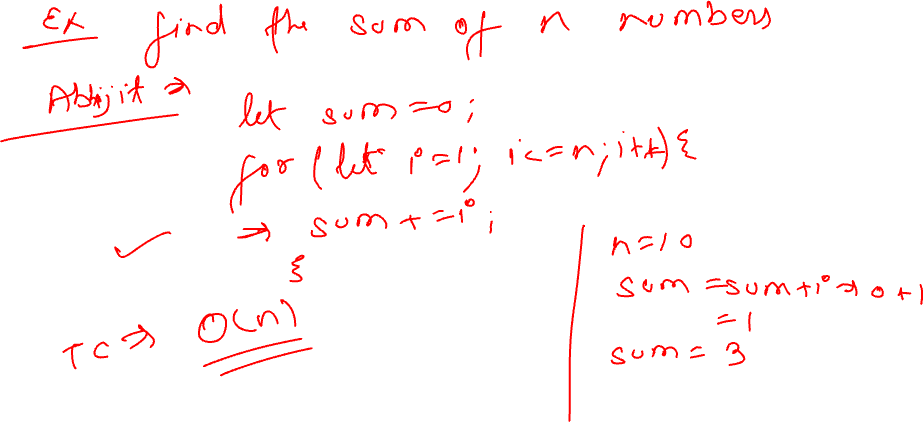 Ex find the sum of n numbers
Abhijit →
let sum=0;
for (let i=1; i<=n; i++) {
→ sum+=i;
}
TC → O(n)
n=10
sum =sum+i → 0+1
=1
sum= 3